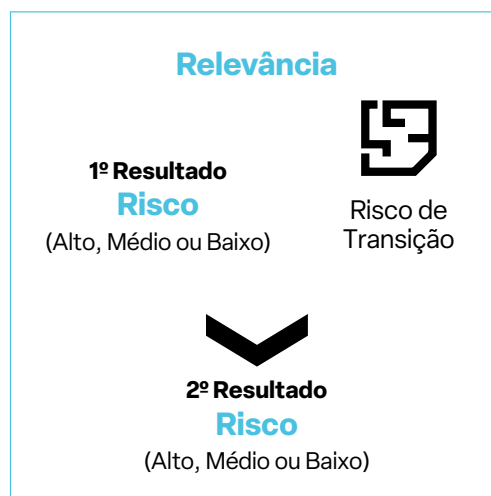 Relevância
1º Resultado
Risco
(Alto, Médio ou Baixo)
Risco de
Transição
2º Resultado
Risco
(Alto, Médio ou Baixo)